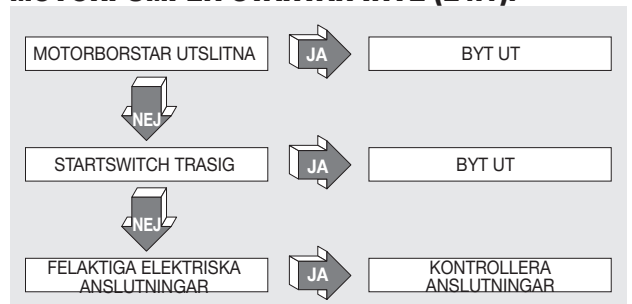 MOTORBORSTAR UTSLITNA JA BYT UT
NEJ
STARTSWITCH TRASIG JA BYT UT
NEJ
FELAKTIGA ELEKTRISKA ANSLUTNINGAR JA KONTROLLERA ANSLUTNINGAR